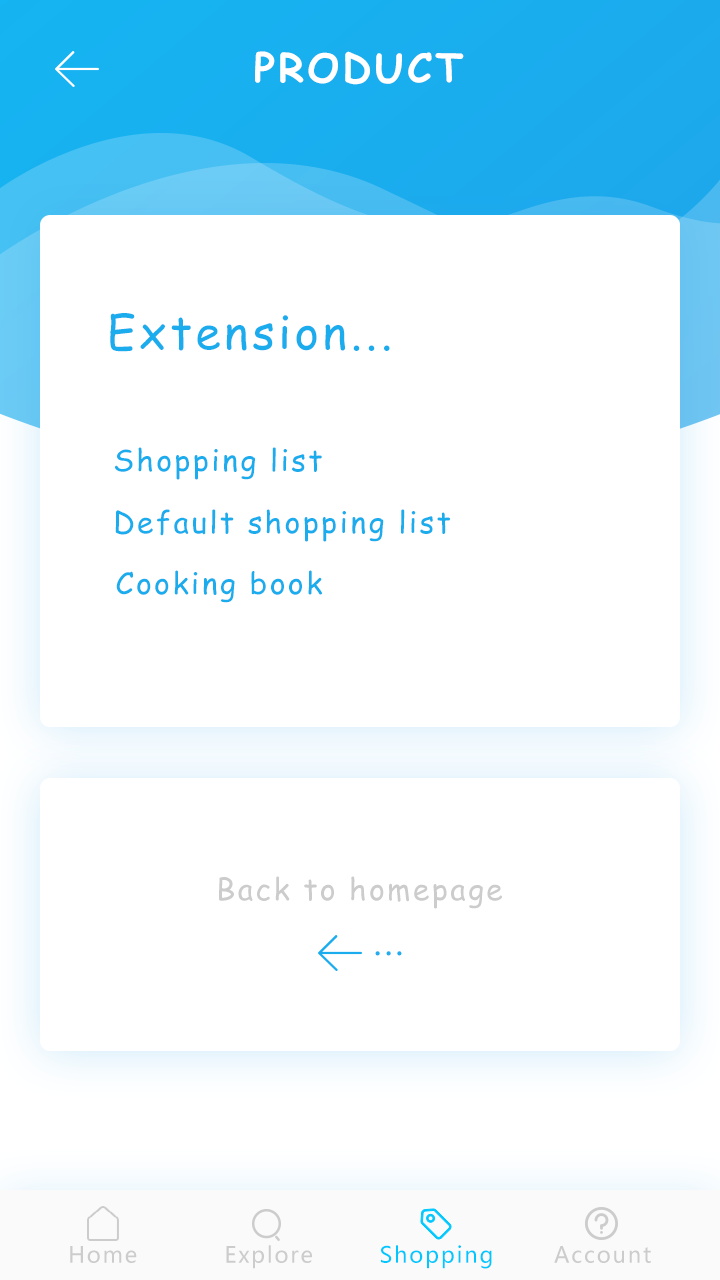 PRODUCT
Extension...
Shopping list
Default shopping list
Cooking book
Back to homepage
...
Home Explore Shopping Account